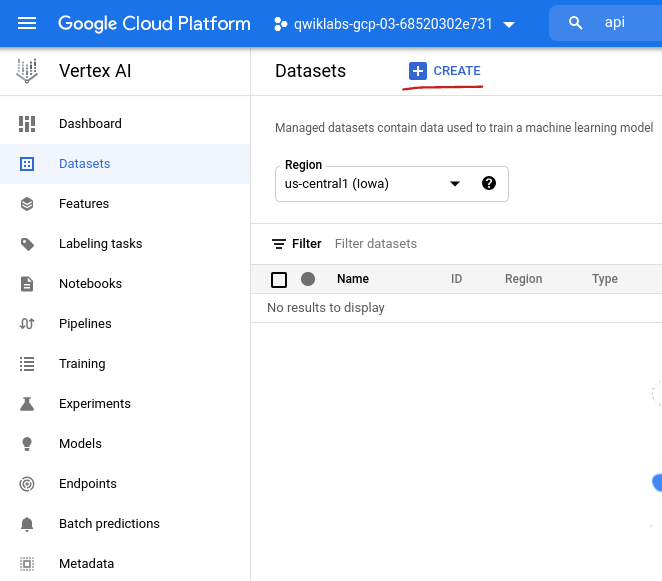 Google Cloud Platform qwiklabs-gcp-03-68520302e731 api
Vertex AI
Datasets CREATE
Dashboard
Datasets
Features
Labeling tasks
Notebooks
Pipelines
Training
Experiments
Models
Endpoints
Batch predictions
Metadata
Managed datasets contain data used to train a machine learning model
Region
us-central1 (Iowa)
Filter Filter datasets
Name ID Region Type
No results to display